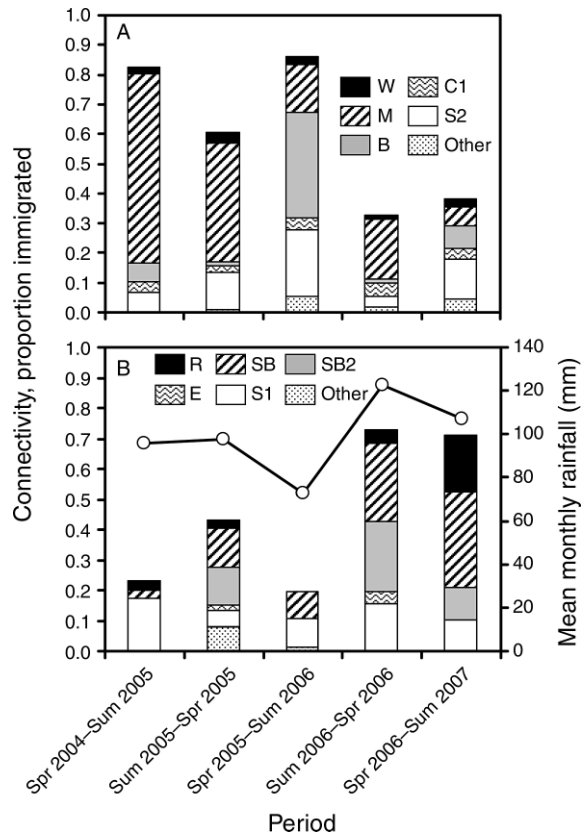 A
1.0
0.9
0.8
0.7
0.6
0.5
0.4
0.3
0.2
0.1
0.0
W C1
M S2
B Other
Connectivity, proportion immigrated
B
R SB SB2
E S1 Other
1.0
0.9
0.8
0.7
0.6
0.5
0.4
0.3
0.2
0.1
0.0
140
120
100
80
60
40
20
0
Mean monthly rainfall (mm)
Spr 2004–Sum 2005
Sum 2005–Spr 2005
Spr 2005–Sum 2006
Sum 2006–Spr 2006
Spr 2006–Sum 2007
Period